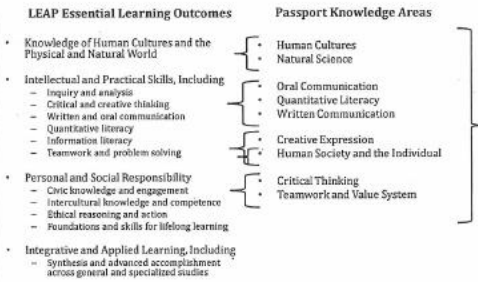 LEAP Essential Learning Outcomes
• Knowledge of Human Cultures and the
Physical and Natural World
• Intellectual and Practical Skills, Including
– Inquiry and analysis
– Critical and creative thinking
– Written and oral communication
– Quantitative literacy
– Information literacy
– Teamwork and problem solving
• Personal and Social Responsibility
– Civic knowledge and engagement
– Intercultural knowledge and competence
– Ethical reasoning and action
– Foundations and skills for lifelong learning
• Integrative and Applied Learning, Including
– Synthesis and advanced accomplishment
across general and specialized studies
Passport Knowledge Areas
• Human Cultures
• Natural Science
• Oral Communication
• Quantitative Literacy
• Written Communication
• Creative Expression
• Human Society and the Individual
• Critical Thinking
• Teamwork and Value System